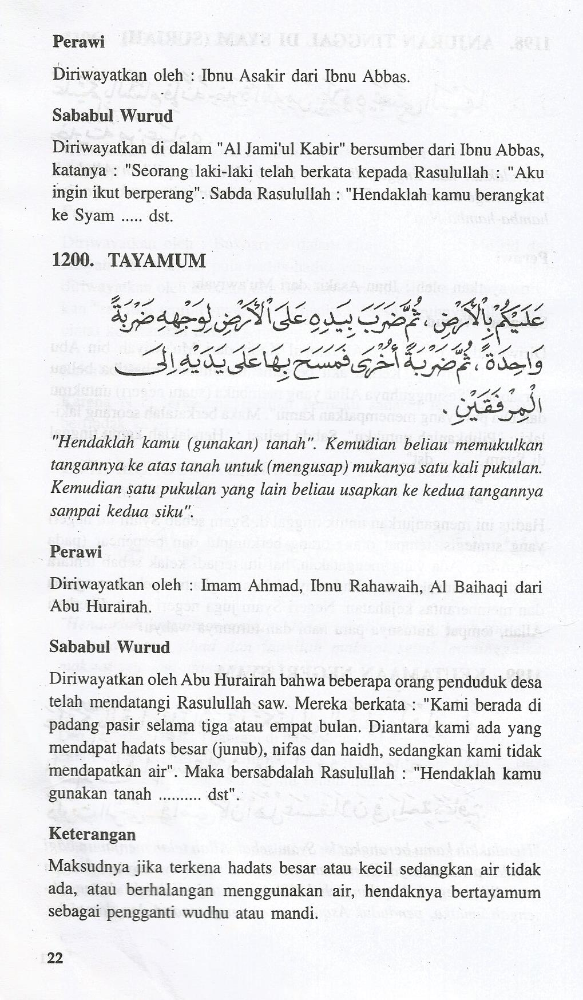 Perawi
Diriwayatkan oleh : Ibnu Asakir dari Ibnu Abbas.
Sababul Wurud
Diriwayatkan di dalam "Al Jami'ul Kabir" bersumber dari Ibnu Abbas,
katanya : "Seorang laki-laki telah berkata kepada Rasulullah : "Aku
ingin ikut berperang". Sabda Rasulullah : "Hendaklah kamu berangkat
ke Syam ..... dst.
1200. TAYAMUM
عَلَيْكُمْ بِالْأَرْضِ، ثُمَّ ضَرَبَ بِيَدِهِ عَلَى الْأَرْضِ لِوَجْهِهِ ضَرْبَةً
وَاحِدَةً، ثُمَّ ضَرْبَةً أُخْرَى فَمَسَحَ بِهَا عَلَى يَدَيْهِ إِلَى
الْمِرْفَقَيْنِ.
"Hendaklah kamu (gunakan) tanah". Kemudian beliau memukulkan
tangannya ke atas tanah untuk (mengusap) mukanya satu kali pukulan.
Kemudian satu pukulan yang lain beliau usapkan ke kedua tangannya
sampai kedua siku".
Perawi
Diriwayatkan oleh : Imam Ahmad, Ibnu Rahawaih, Al Baihaqi dari
Abu Hurairah.
Sababul Wurud
Diriwayatkan oleh Abu Hurairah bahwa beberapa orang penduduk desa
telah mendatangi Rasulullah saw. Mereka berkata : "Kami berada di
padang pasir selama tiga atau empat bulan. Diantara kami ada yang
mendapat hadats besar (junub), nifas dan haidh, sedangkan kami tidak
mendapatkan air". Maka bersabdalah Rasulullah : "Hendaklah kamu
gunakan tanah .......... dst".
Keterangan
Maksudnya jika terkena hadats besar atau kecil sedangkan air tidak
ada, atau berhalangan menggunakan air, hendaknya bertayamum
sebagai pengganti wudhu atau mandi.
22